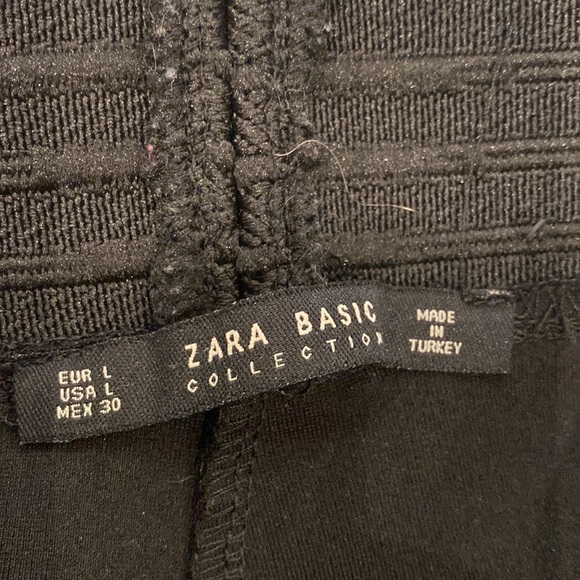 EUR L
USA L
MEX 30
ZARA BASIC
COLLECTION
MADE
IN
TURKEY